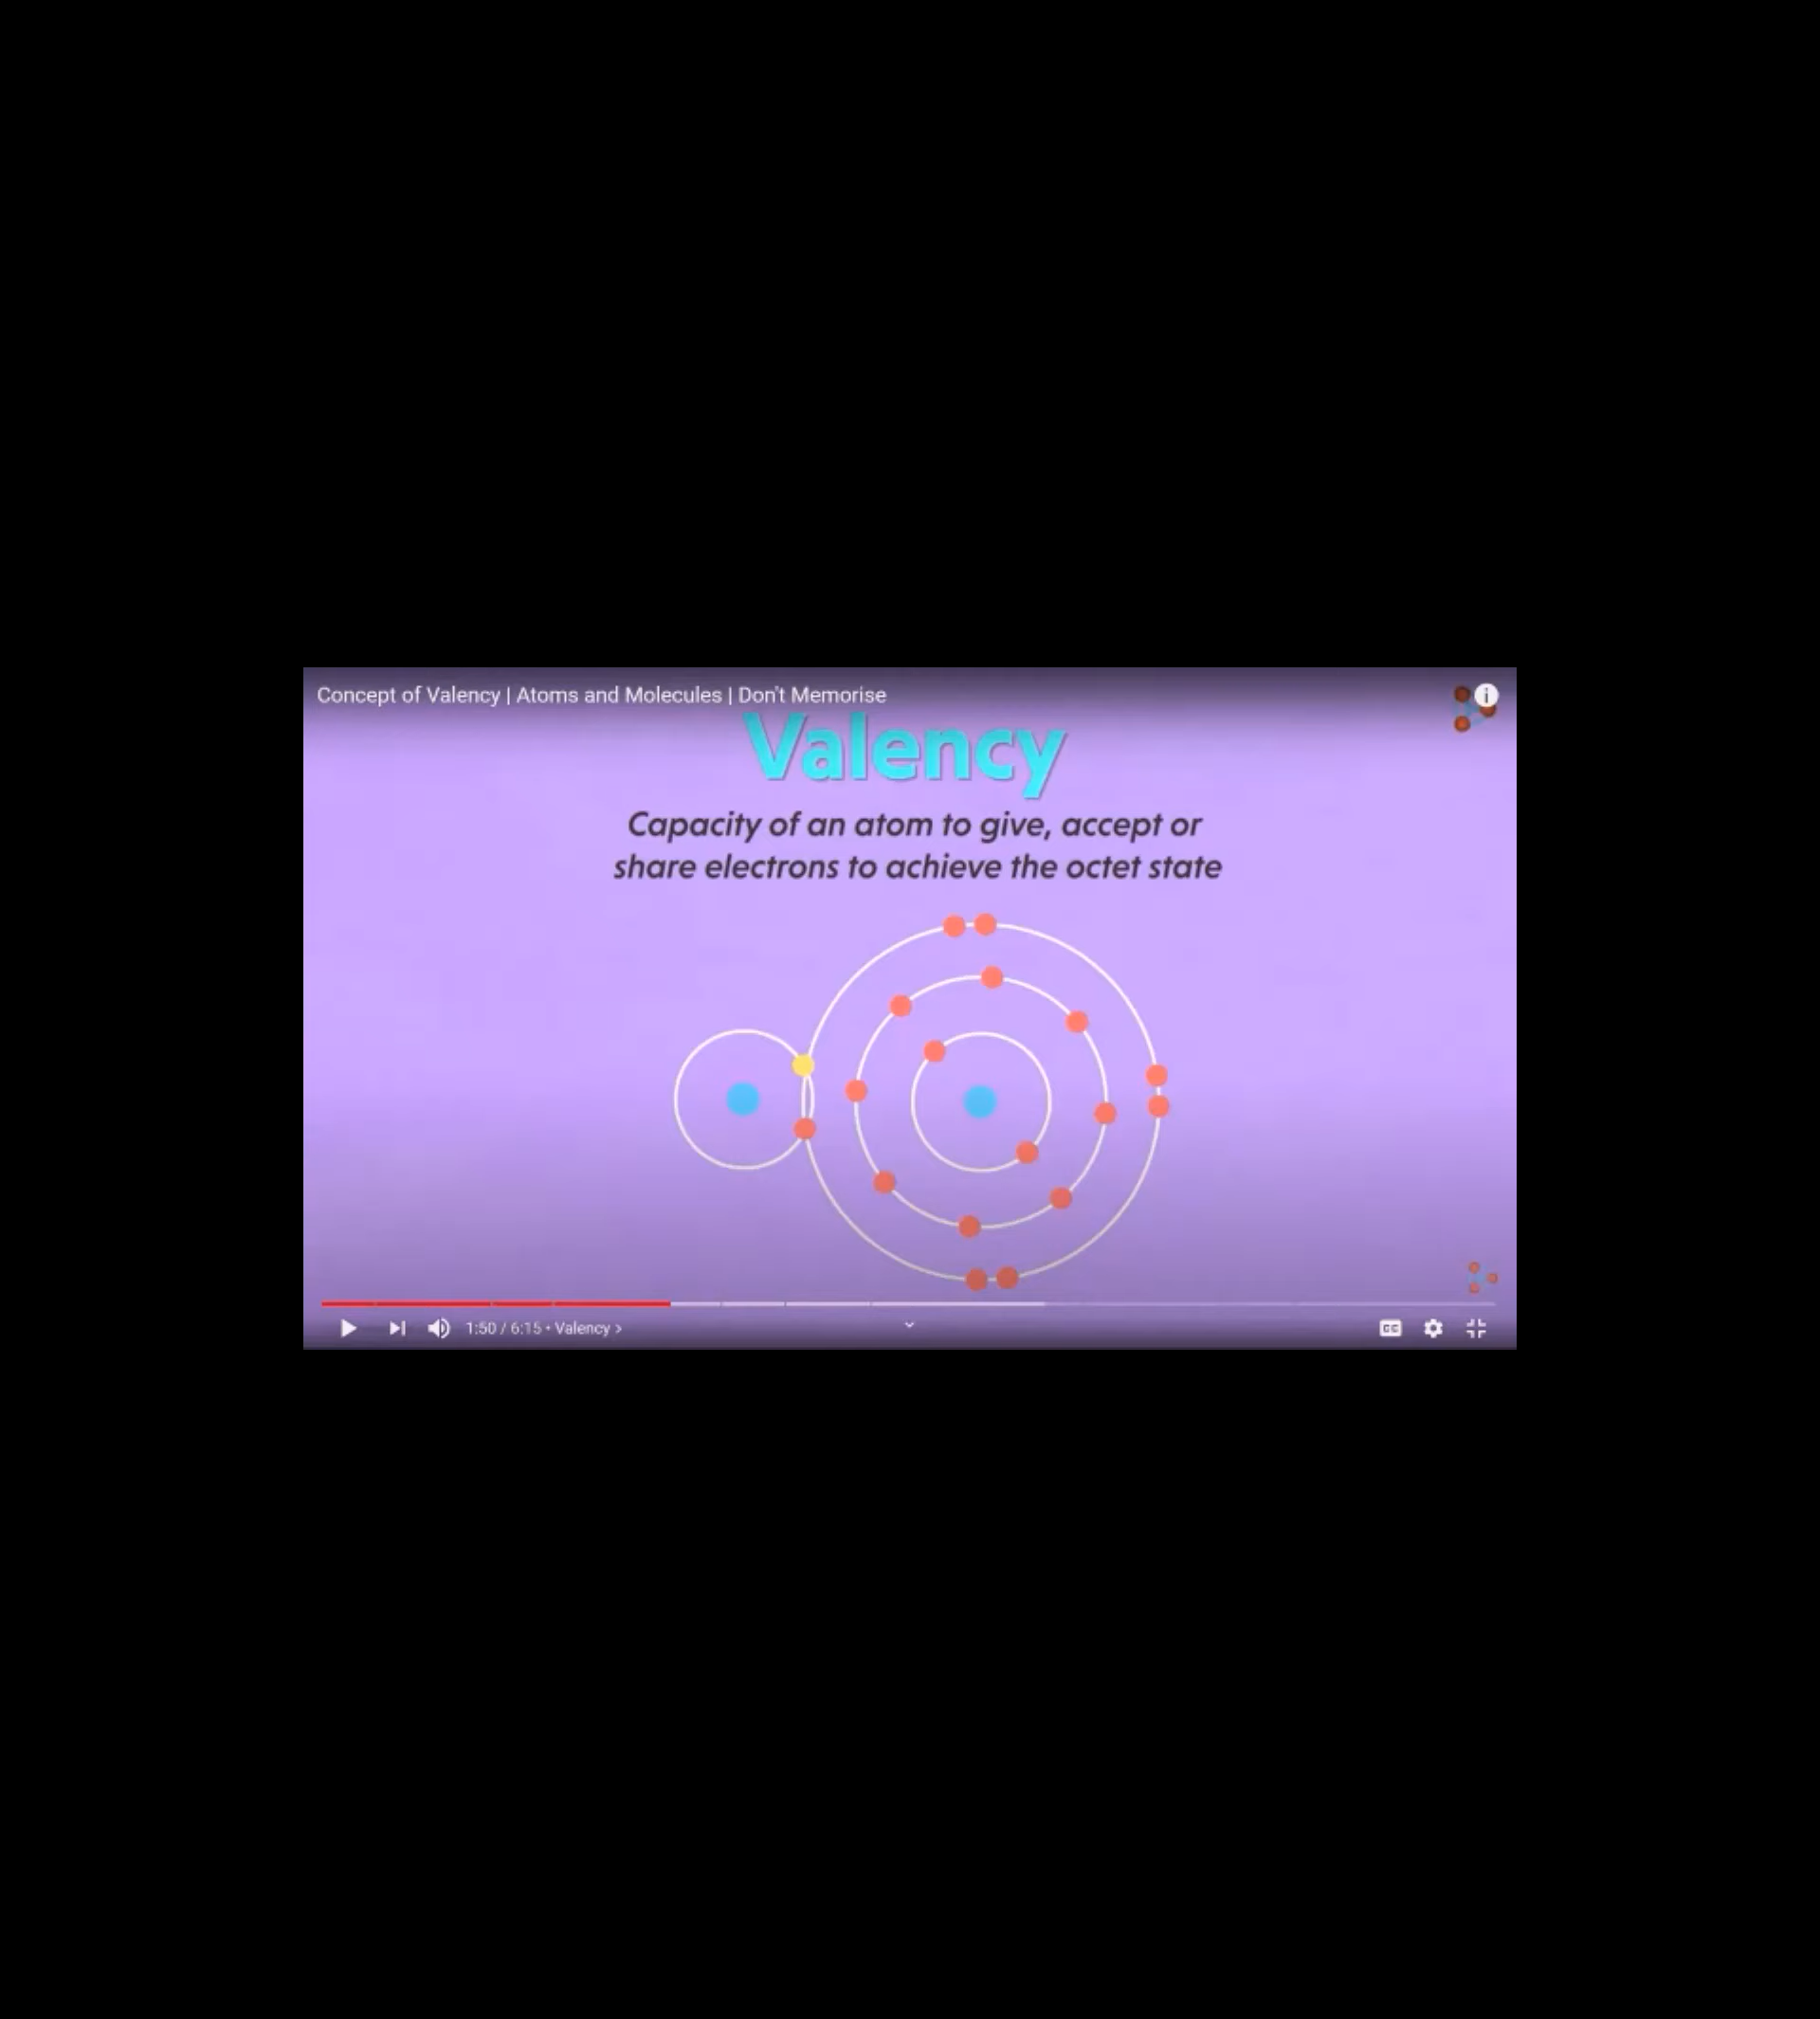 Concept of Valency | Atoms and Molecules | Don't Memorise
i
Valency
Capacity of an atom to give, accept or
share electrons to achieve the octet state
1:50 / 6:15 • Valency >
CC